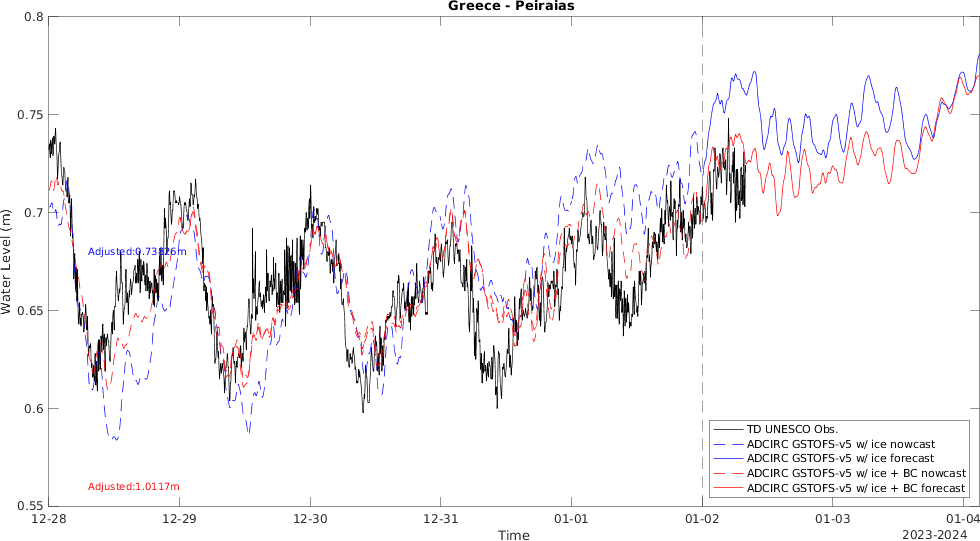 Greece - Peiraias
0.8
0.75
0.7
0.65
0.6
0.55
Water Level (m)
Adjusted:0.73826m
Adjusted:1.0117m
TD UNESCO Obs.
ADCIRC GSTOFS-v5 w/ ice nowcast
ADCIRC GSTOFS-v5 w/ ice forecast
ADCIRC GSTOFS-v5 w/ ice + BC nowcast
ADCIRC GSTOFS-v5 w/ ice + BC forecast
12-28 12-29 12-30 12-31 01-01 01-02 01-03 01-04
Time
2023-2024